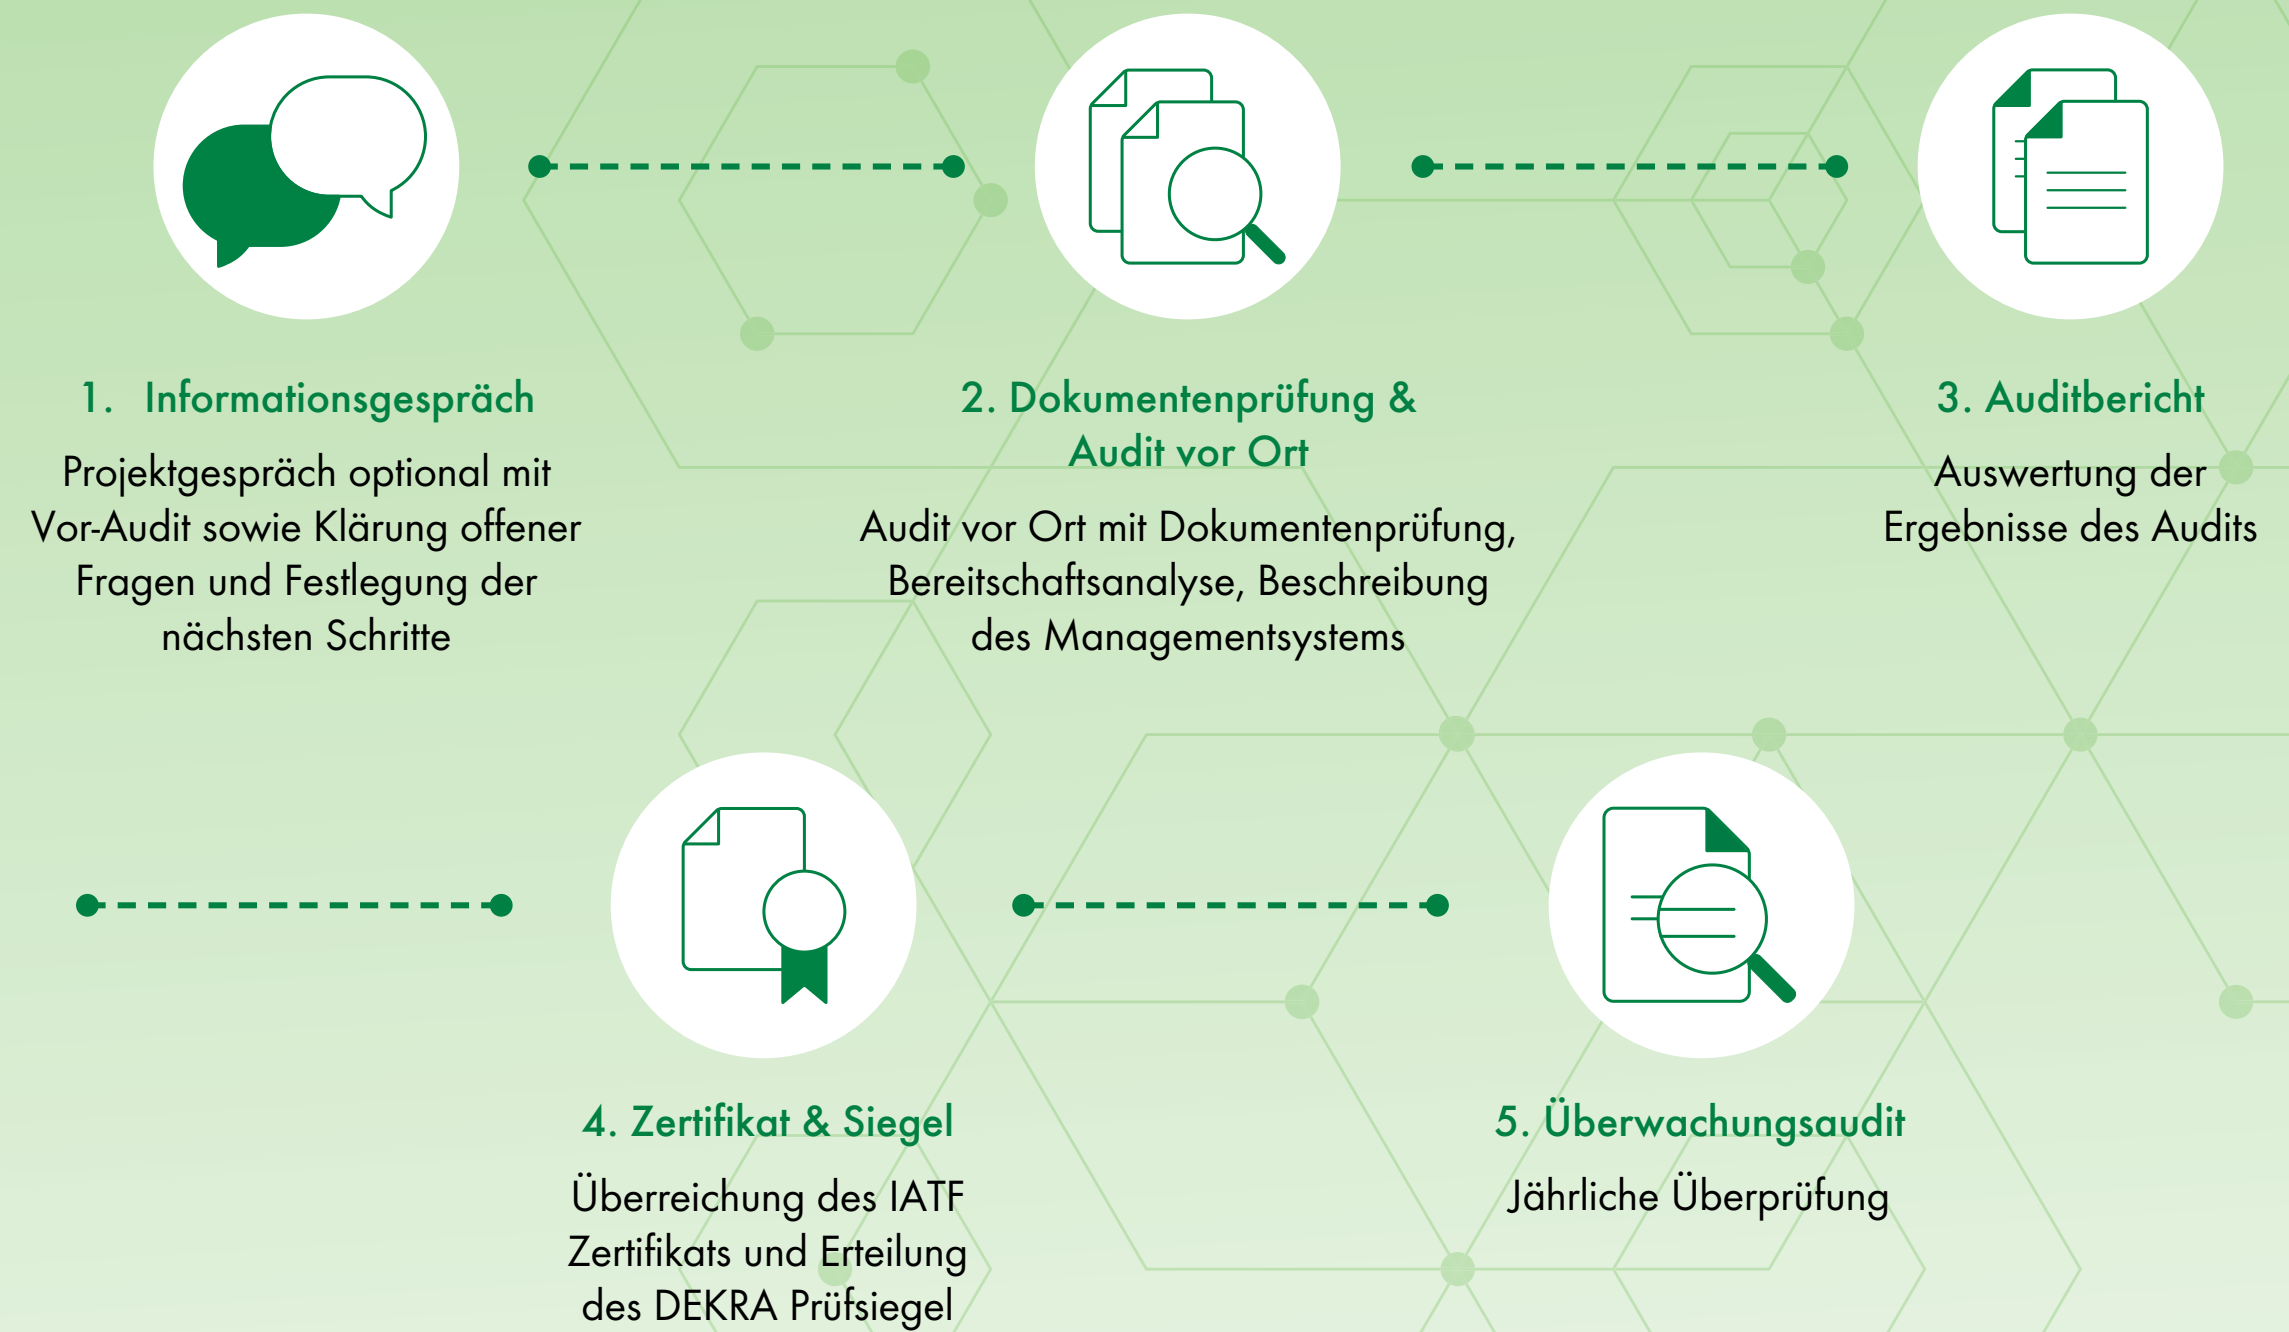 1. Informationsgespräch
Projektgespräch optional mit
Vor-Audit sowie Klärung offener
Fragen und Festlegung der
nächsten Schritte
2. Dokumentenprüfung &
Audit vor Ort
Audit vor Ort mit Dokumentenprüfung,
Bereitschaftsanalyse, Beschreibung
des Managementsystems
3. Auditbericht
Auswertung der
Ergebnisse des Audits
4. Zertifikat & Siegel
Überreichung des IATF
Zertifikats und Erteilung
des DEKRA Prüfsiegel
5. Überwachungsaudit
Jährliche Überprüfung